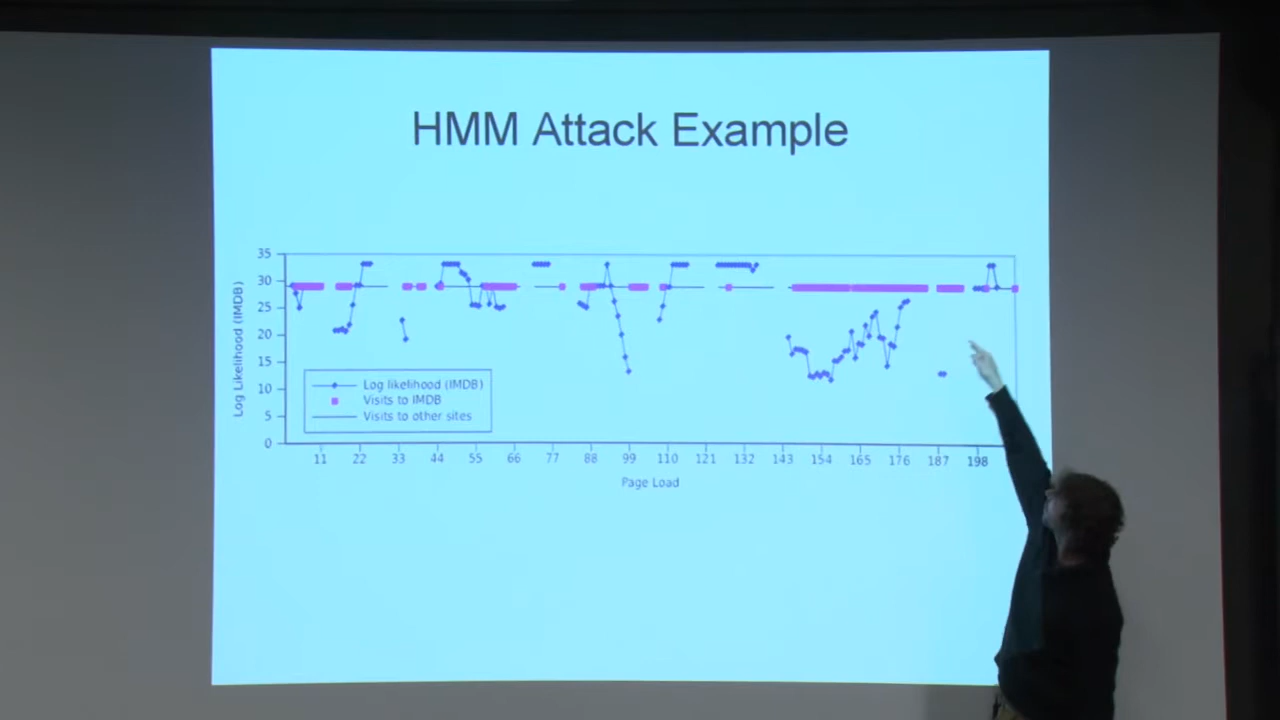 HMM Attack Example
35
30
25
20
15
10
5
0
Log Likelihood (IMDB)
Log likelihood (IMDB)
Visits to IMDB
Visits to other sites
11 22 33 44 55 66 77 88 99 110 121 132 143 154 165 176 187 198
Page Load